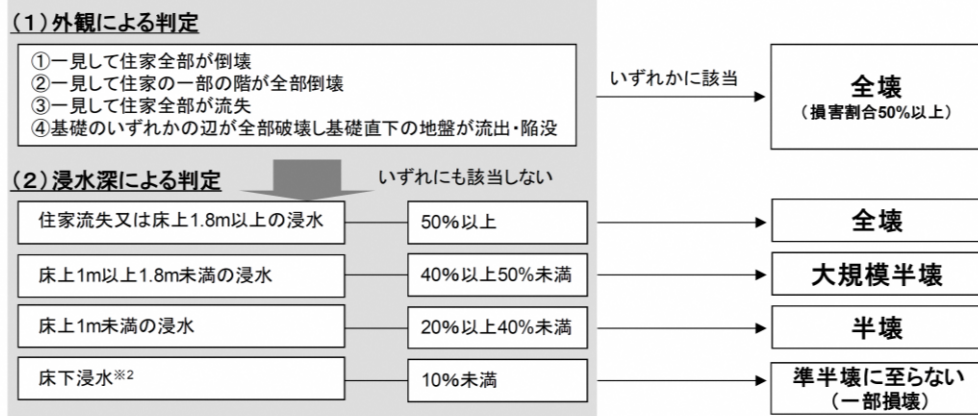 (1)外観による判定
①一見して住家全部が倒壊
②一見して住家の一部の階が全部倒壊
③一見して住家全部が流失
④基礎のいずれかの辺が全部破壊し基礎直下の地盤が流出・陥没
いずれかに該当
全壊
(損害割合50%以上)
(2)浸水深による判定
いずれにも該当しない
住家流失又は床上1.8m以上の浸水
50%以上
全壊
床上1m以上1.8m未満の浸水
40%以上50%未満
大規模半壊
床上1m未満の浸水
20%以上40%未満
半壊
床下浸水※2
10%未満
準半壊に至らない
(一部損壊)